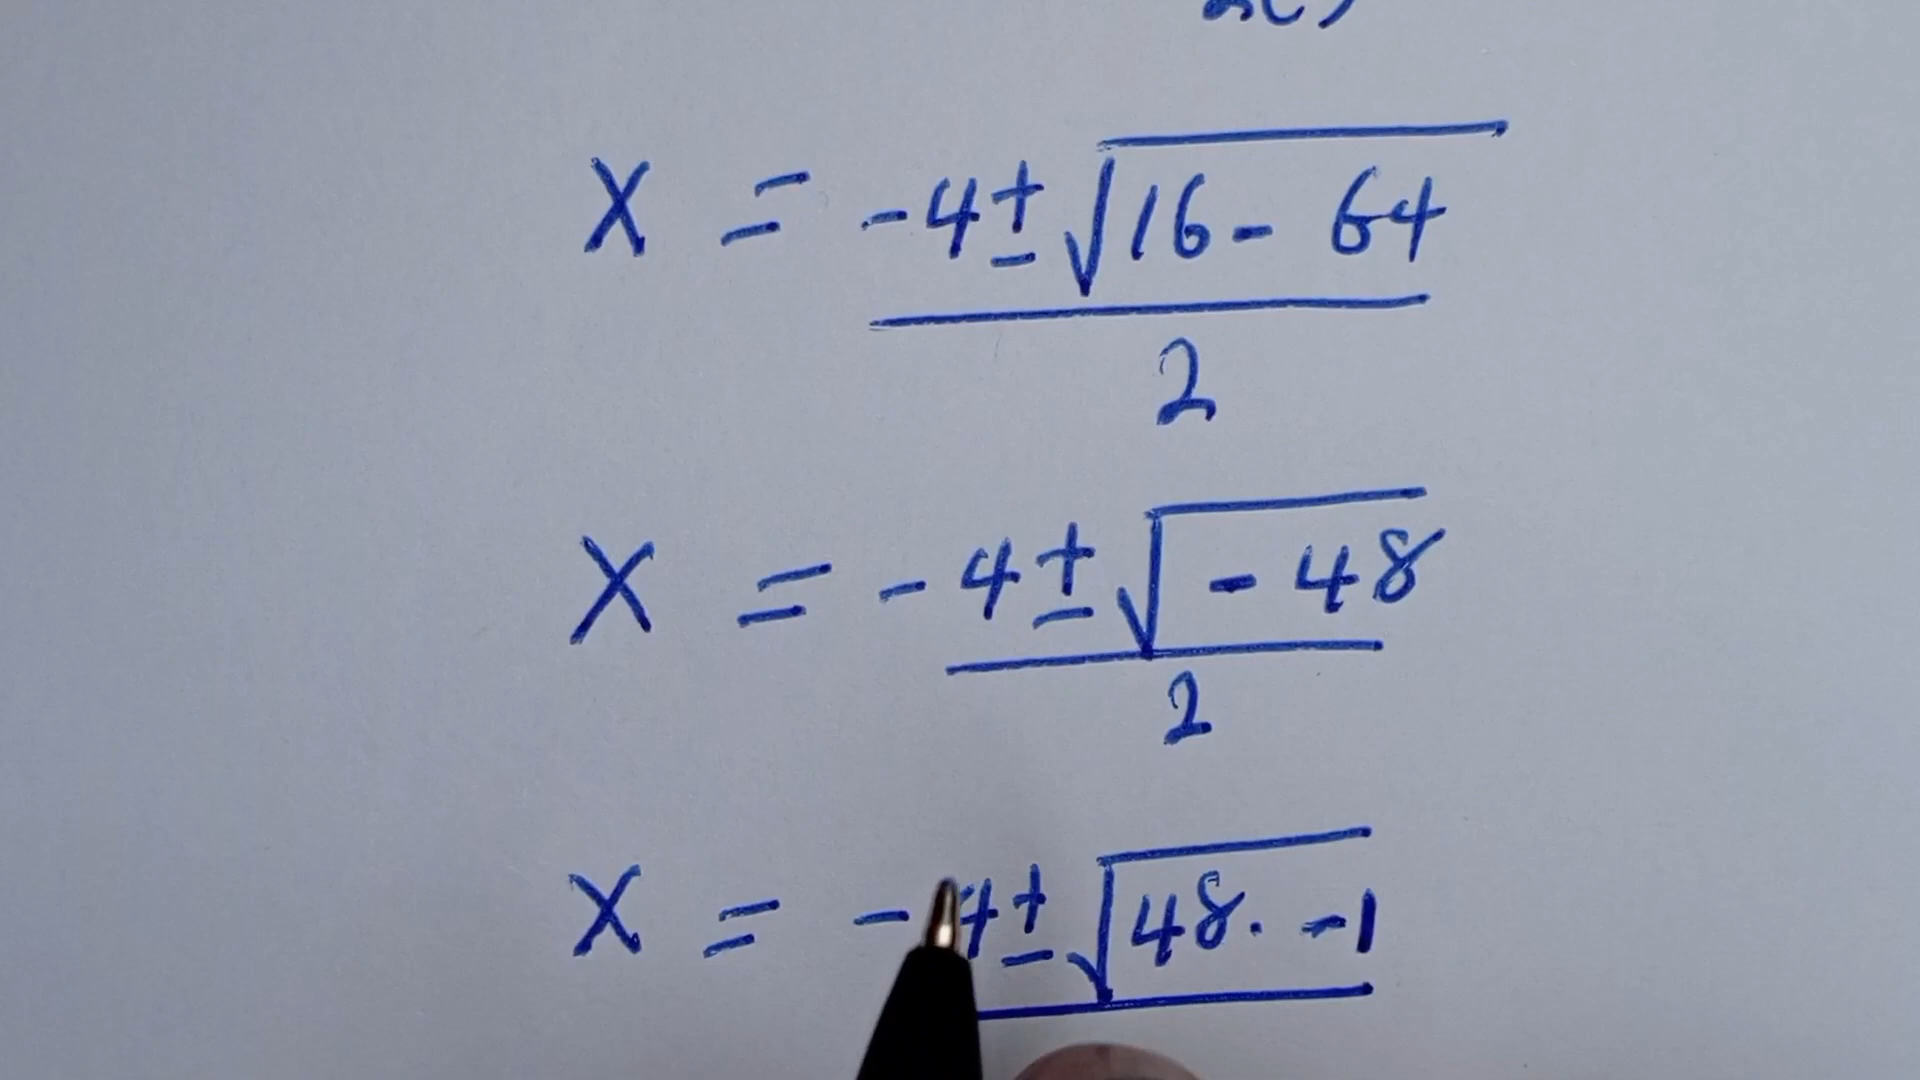 X = -4 ± √16 - 64
2
X = -4 ± √-48
2
X = -4 ± √48. -1